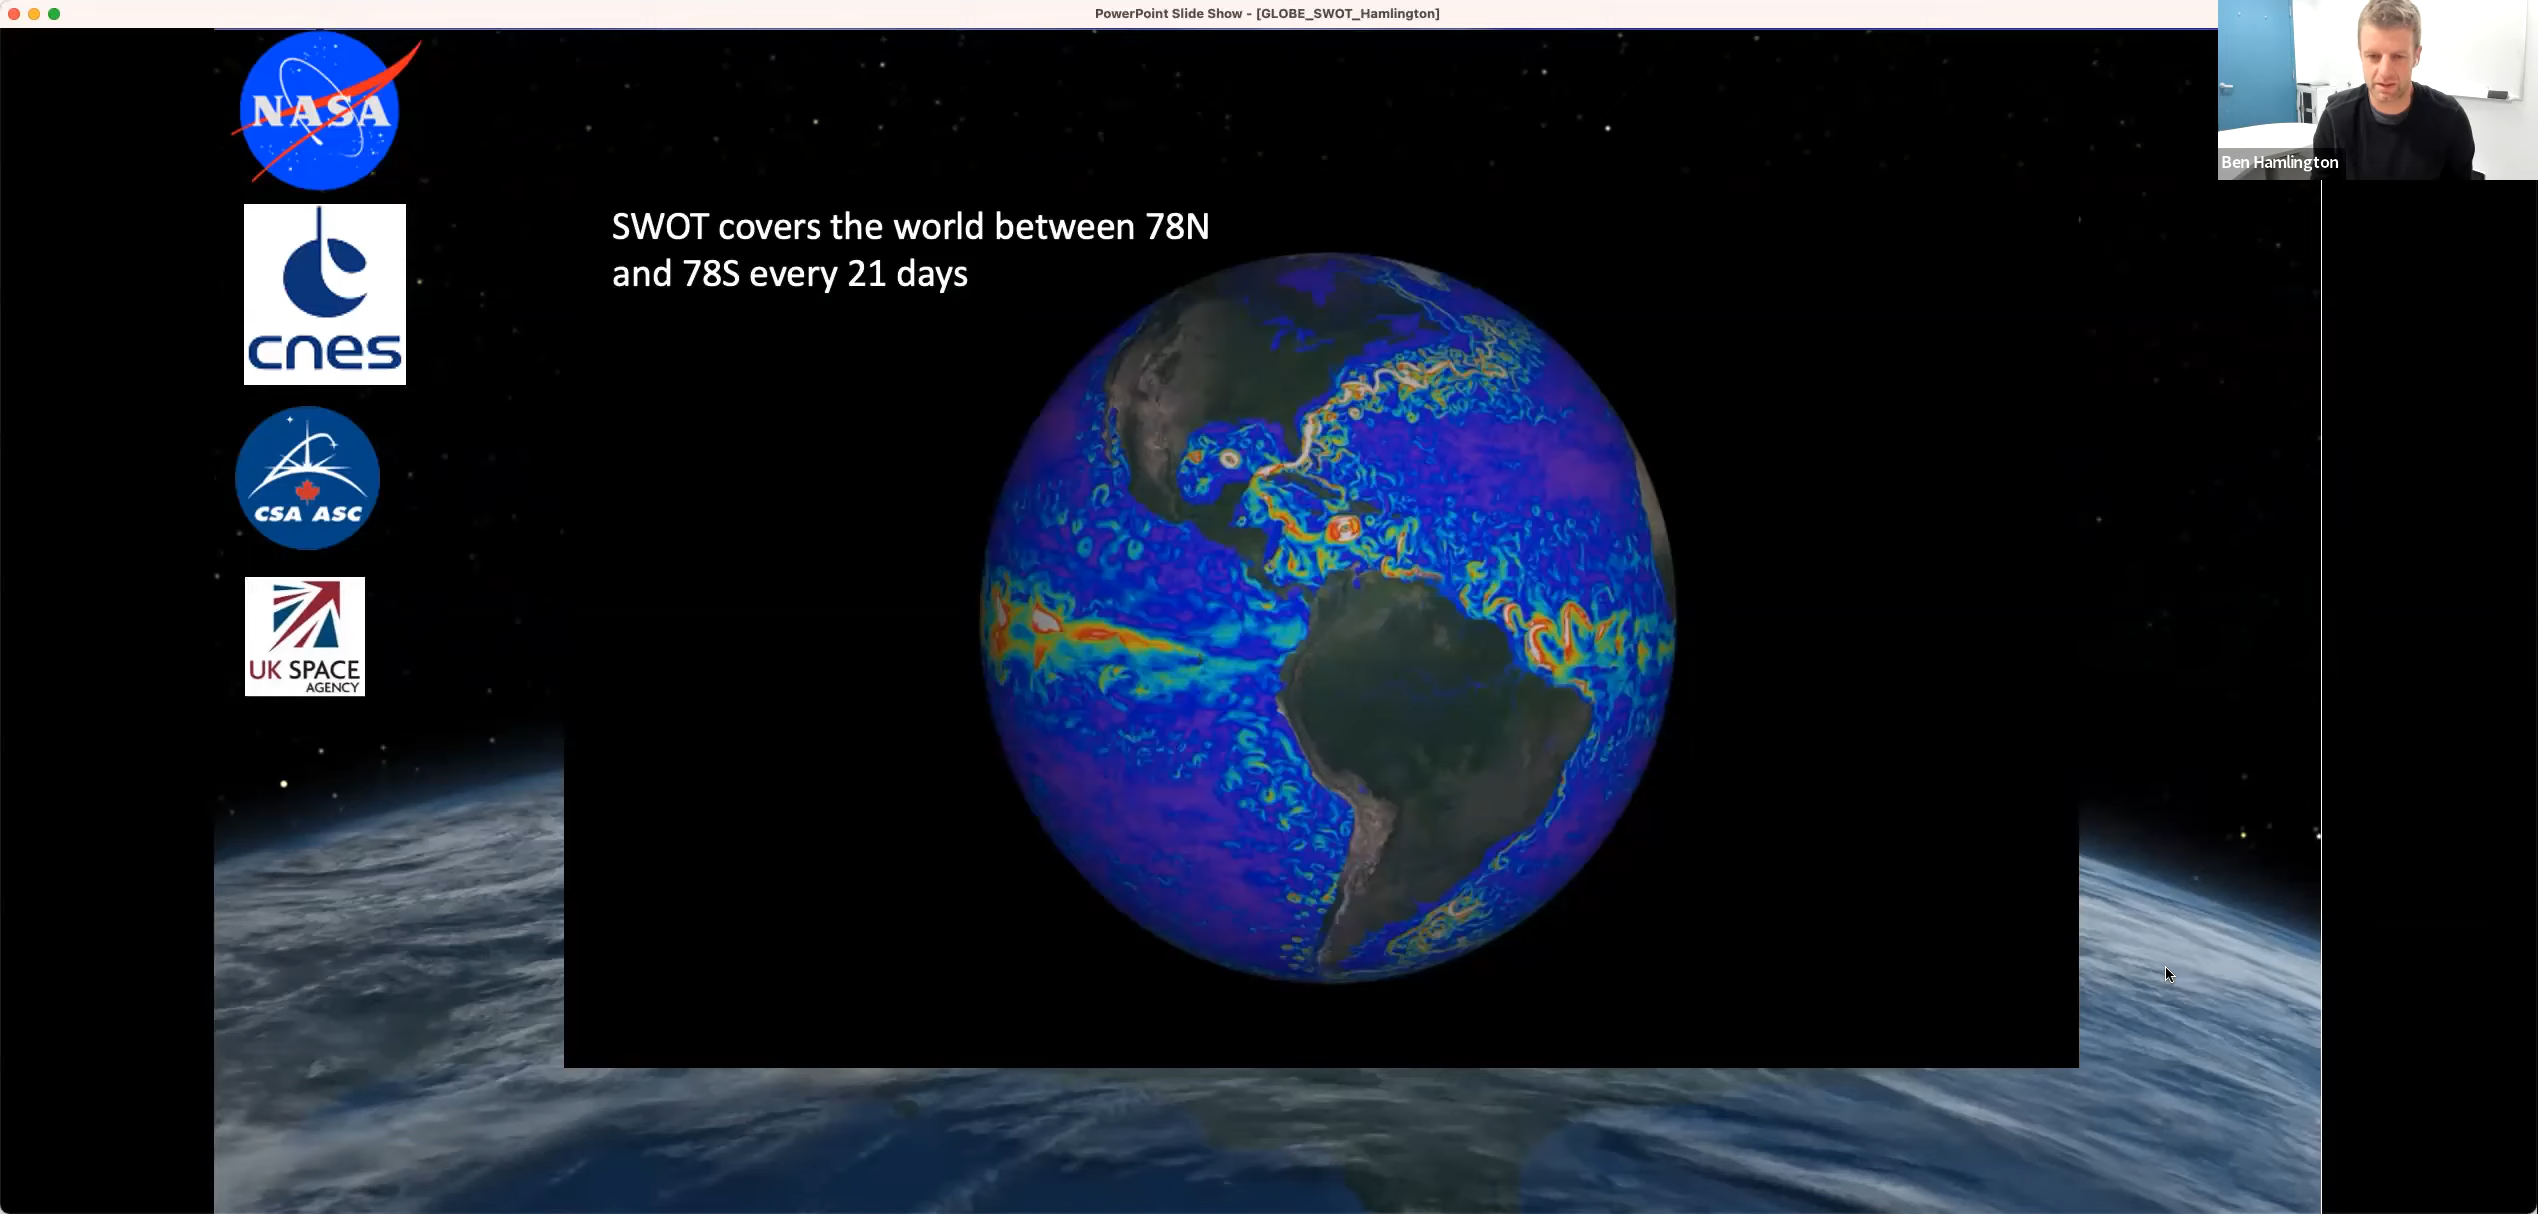 PowerPoint Slide Show - [GLOBE_SWOT_Hamlington]
NASA
cnes
CSA ASC
UK SPACE
AGENCY
SWOT covers the world between 78N
and 78S every 21 days
Ben Hamlington